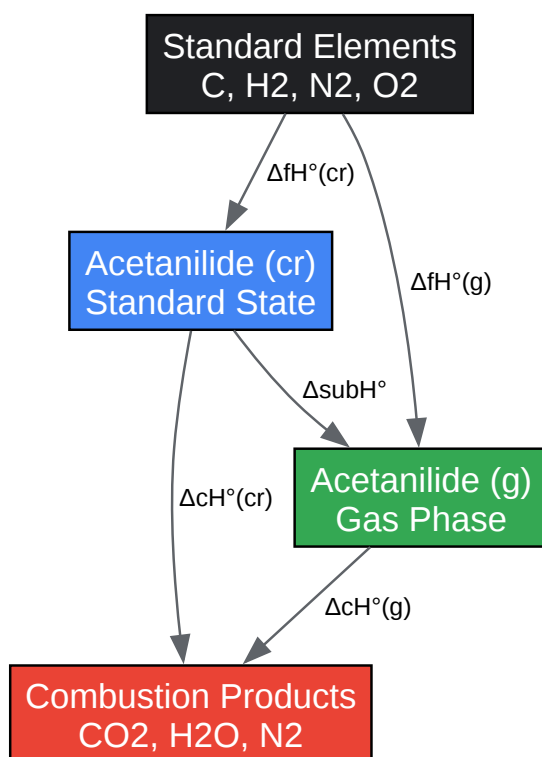 Standard Elements
C, H2, N2, O2
ΔfH°(cr)
Acetanilide (cr)
Standard State
ΔfH°(g)
ΔsubH°
Acetanilide (g)
Gas Phase
ΔcH°(cr)
ΔcH°(g)
Combustion Products
CO2, H2O, N2